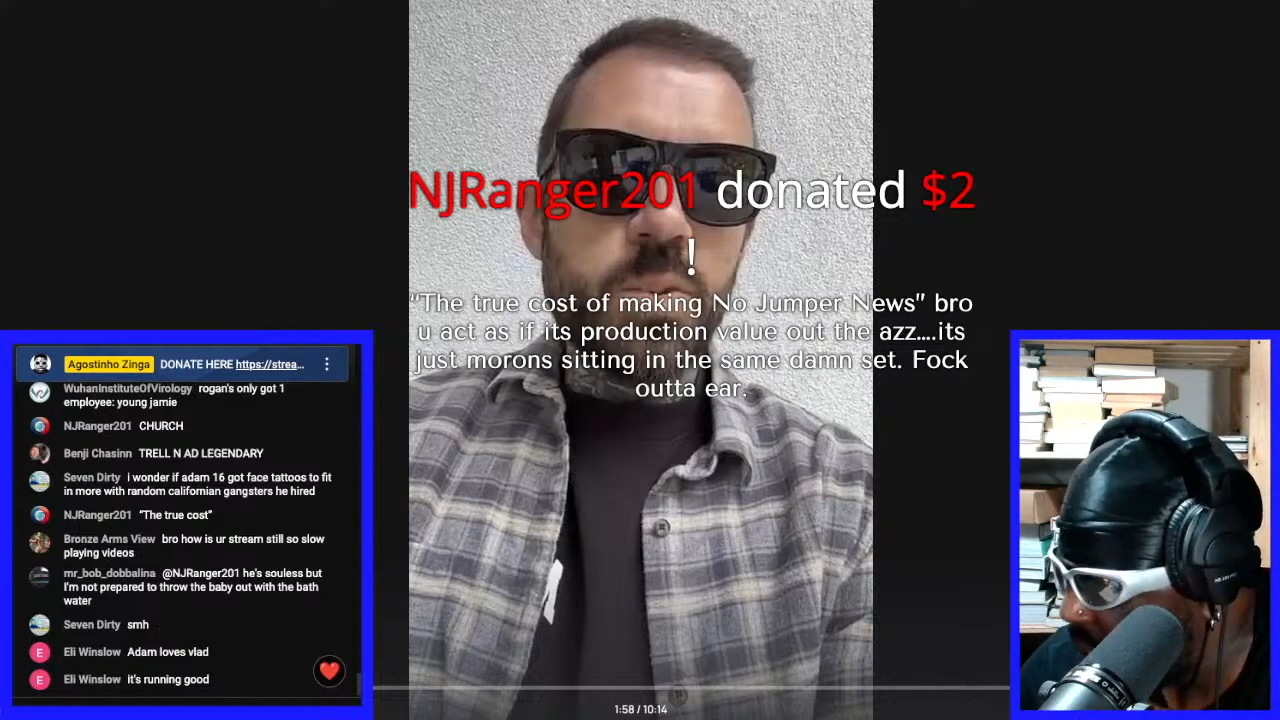 NJRanger201 donated $2
!
"The true cost of making No Jumper News" bro
u act as if its production value out the azz....its
just morons sitting in the same damn set. Fock
outta ear.
Agostinho Zinga DONATE HERE https://strea...
WuhanInstituteOfVirology rogan's only got 1
employee: young jamie
NJRanger201 CHURCH
Benji Chasinn TRELL N AD LEGENDARY
Seven Dirty i wonder if adam 16 got face tattoos to fit
in more with random californian gangsters he hired
NJRanger201 "The true cost"
Bronze Arms View bro how is ur stream still so slow
playing videos
mr_bob_dobbalina @NJRanger201 he's souless but
I'm not prepared to throw the baby out with the bath
water
Seven Dirty smh
E Eli Winslow Adam loves vlad
E Eli Winslow it's running good
1:58 / 10:14